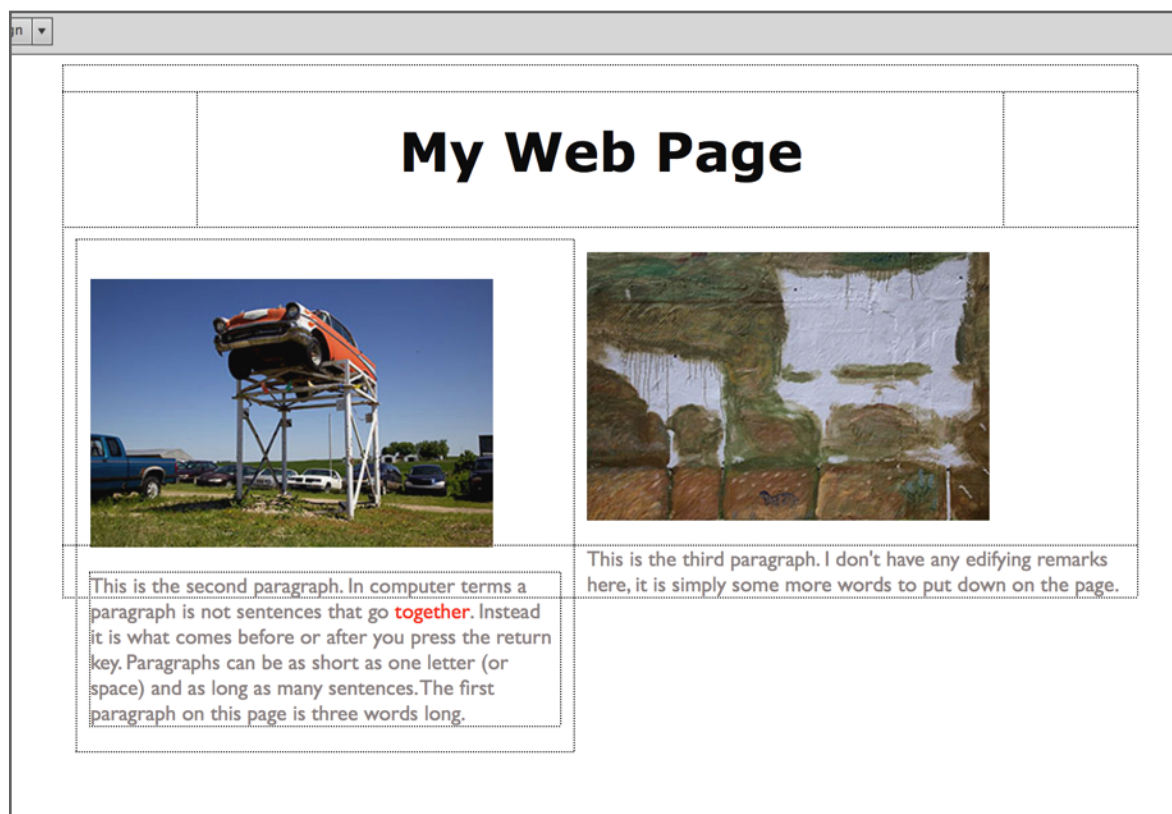 gn
My Web Page
This is the second paragraph. In computer terms a
paragraph is not sentences that go together. Instead
it is what comes before or after you press the return
key. Paragraphs can be as short as one letter (or
space) and as long as many sentences. The first
paragraph on this page is three words long.
This is the third paragraph. I don't have any edifying remarks
here, it is simply some more words to put down on the page.